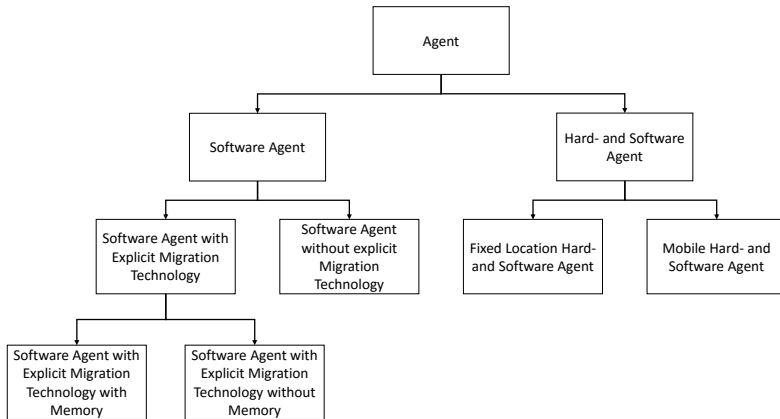 Agent
Software Agent
Hard- and Software
Agent
Software Agent with
Explicit Migration
Technology
Software Agent
without explicit
Migration
Technology
Fixed Location Hard-
and Software Agent
Mobile Hard- and
Software Agent
Software Agent with
Explicit Migration
Technology with
Memory
Software Agent with
Explicit Migration
Technology without
Memory